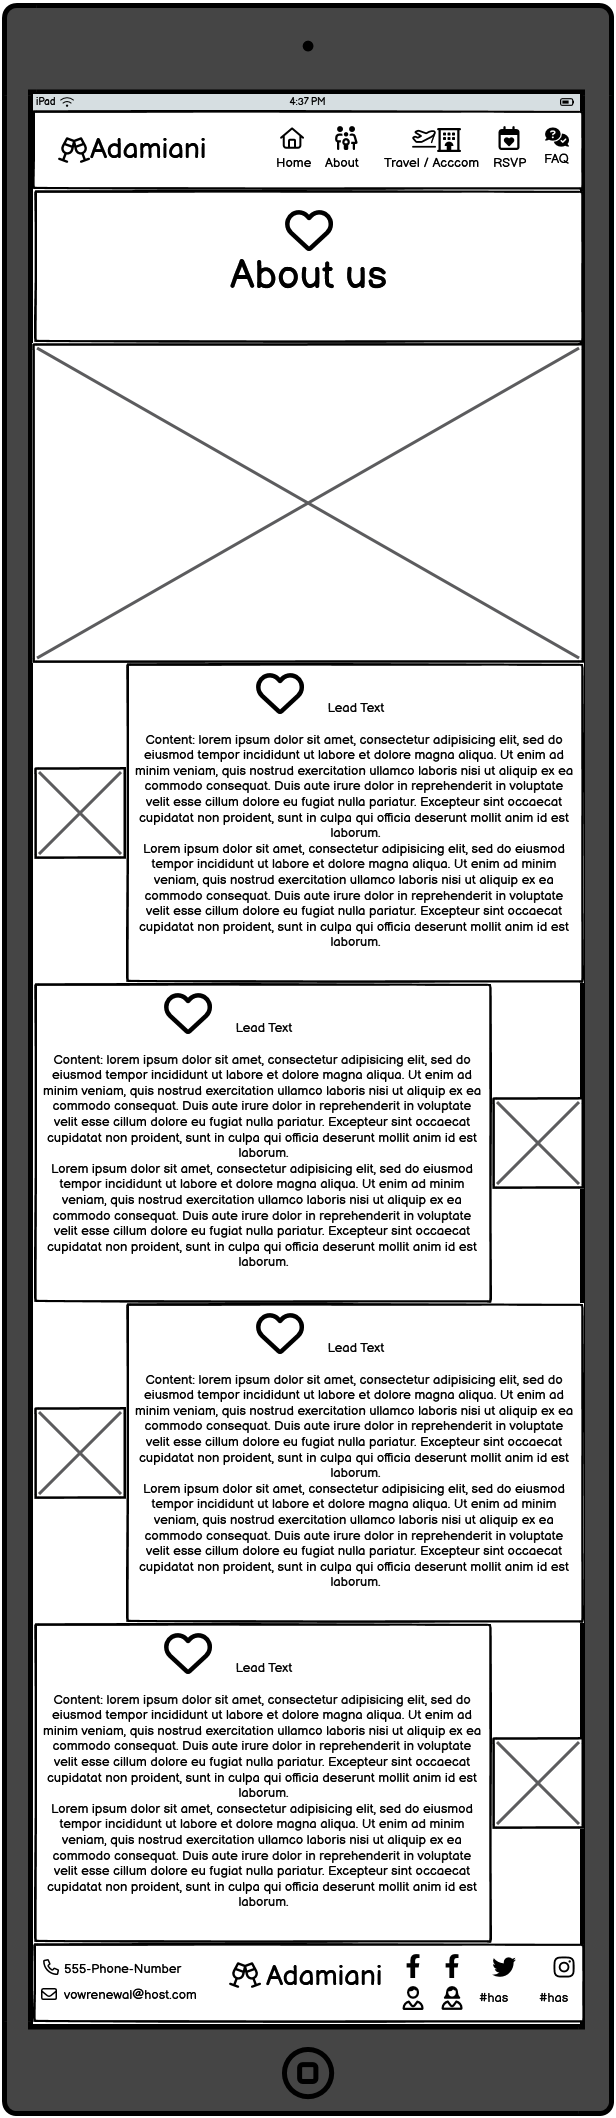 iPad 4:37 PM
Adamiani
Home About Travel / Acccom RSVP FAQ
About us
Lead Text
Content: lorem ipsum dolor sit amet, consectetur adipisicing elit, sed do
eiusmod tempor incididunt ut labore et dolore magna aliqua. Ut enim ad
minim veniam, quis nostrud exercitation ullamco laboris nisi ut aliquip ex ea
commodo consequat. Duis aute irure dolor in reprehenderit in voluptate
velit esse cillum dolore eu fugiat nulla pariatur. Excepteur sint occaecat
cupidatat non proident, sunt in culpa qui officia deserunt mollit anim id est
laborum.
Lorem ipsum dolor sit amet, consectetur adipisicing elit, sed do eiusmod
tempor incididunt ut labore et dolore magna aliqua. Ut enim ad minim
veniam, quis nostrud exercitation ullamco laboris nisi ut aliquip ex ea
commodo consequat. Duis aute irure dolor in reprehenderit in voluptate
velit esse cillum dolore eu fugiat nulla pariatur. Excepteur sint occaecat
cupidatat non proident, sunt in culpa qui officia deserunt mollit anim id est
laborum.
Lead Text
Content: lorem ipsum dolor sit amet, consectetur adipisicing elit, sed do
eiusmod tempor incididunt ut labore et dolore magna aliqua. Ut enim ad
minim veniam, quis nostrud exercitation ullamco laboris nisi ut aliquip ex ea
commodo consequat. Duis aute irure dolor in reprehenderit in voluptate
velit esse cillum dolore eu fugiat nulla pariatur. Excepteur sint occaecat
cupidatat non proident, sunt in culpa qui officia deserunt mollit anim id est
laborum.
Lorem ipsum dolor sit amet, consectetur adipisicing elit, sed do eiusmod
tempor incididunt ut labore et dolore magna aliqua. Ut enim ad minim
veniam, quis nostrud exercitation ullamco laboris nisi ut aliquip ex ea
commodo consequat. Duis aute irure dolor in reprehenderit in voluptate
velit esse cillum dolore eu fugiat nulla pariatur. Excepteur sint occaecat
cupidatat non proident, sunt in culpa qui officia deserunt mollit anim id est
laborum.
Lead Text
Content: lorem ipsum dolor sit amet, consectetur adipisicing elit, sed do
eiusmod tempor incididunt ut labore et dolore magna aliqua. Ut enim ad
minim veniam, quis nostrud exercitation ullamco laboris nisi ut aliquip ex ea
commodo consequat. Duis aute irure dolor in reprehenderit in voluptate
velit esse cillum dolore eu fugiat nulla pariatur. Excepteur sint occaecat
cupidatat non proident, sunt in culpa qui officia deserunt mollit anim id est
laborum.
Lorem ipsum dolor sit amet, consectetur adipisicing elit, sed do eiusmod
tempor incididunt ut labore et dolore magna aliqua. Ut enim ad minim
veniam, quis nostrud exercitation ullamco laboris nisi ut aliquip ex ea
commodo consequat. Duis aute irure dolor in reprehenderit in voluptate
velit esse cillum dolore eu fugiat nulla pariatur. Excepteur sint occaecat
cupidatat non proident, sunt in culpa qui officia deserunt mollit anim id est
laborum.
Lead Text
Content: lorem ipsum dolor sit amet, consectetur adipisicing elit, sed do
eiusmod tempor incididunt ut labore et dolore magna aliqua. Ut enim ad
minim veniam, quis nostrud exercitation ullamco laboris nisi ut aliquip ex ea
commodo consequat. Duis aute irure dolor in reprehenderit in voluptate
velit esse cillum dolore eu fugiat nulla pariatur. Excepteur sint occaecat
cupidatat non proident, sunt in culpa qui officia deserunt mollit anim id est
laborum.
Lorem ipsum dolor sit amet, consectetur adipisicing elit, sed do eiusmod
tempor incididunt ut labore et dolore magna aliqua. Ut enim ad minim
veniam, quis nostrud exercitation ullamco laboris nisi ut aliquip ex ea
commodo consequat. Duis aute irure dolor in reprehenderit in voluptate
velit esse cillum dolore eu fugiat nulla pariatur. Excepteur sint occaecat
cupidatat non proident, sunt in culpa qui officia deserunt mollit anim id est
laborum.
555-Phone-Number
vowrenewal@host.com
Adamiani
#has #has